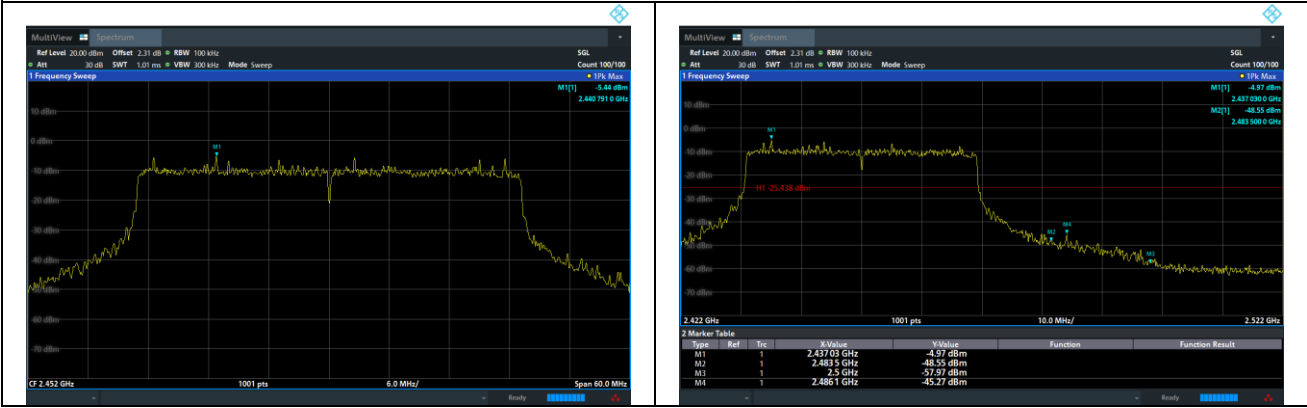 MultiView Spectrum
Ref Level 20.00 dBm Offset 2.31 dB RBW 100 kHz SGL
Att 30 dB SWT 1.01 ms VBW 300 kHz Mode Sweep Count 100/100
1 Frequency Sweep 1Pk Max
M1[1] -5.44 dBm
2.440 791 0 GHz
10 dBm
0 dBm
M1
-10 dBm
-20 dBm
-30 dBm
-40 dBm
-50 dBm
-60 dBm
-70 dBm
CF 2.452 GHz 1001 pts 6.0 MHz/ Span 60.0 MHz
Ready
MultiView Spectrum
Ref Level 20.00 dBm Offset 2.31 dB RBW 100 kHz SGL
Att 30 dB SWT 1.01 ms VBW 300 kHz Mode Sweep Count 100/100
1 Frequency Sweep 1Pk Max
M1[1] -4.97 dBm
2.437 030 0 GHz
M2[1] -48.55 dBm
2.483 500 0 GHz
10 dBm
0 dBm
M1
-10 dBm
-20 dBm
H1 -25.438 dBm
-30 dBm
-40 dBm
M4
M2
-50 dBm
M3
-60 dBm
-70 dBm
2.422 GHz 1001 pts 10.0 MHz/ 2.522 GHz
2 Marker Table
Type Ref Trc X-Value Y-Value Function Function Result
M1 1 2.437 03 GHz -4.97 dBm
M2 1 2.483 5 GHz -48.55 dBm
M3 1 2.5 GHz -57.97 dBm
M4 1 2.486 1 GHz -45.27 dBm
Ready